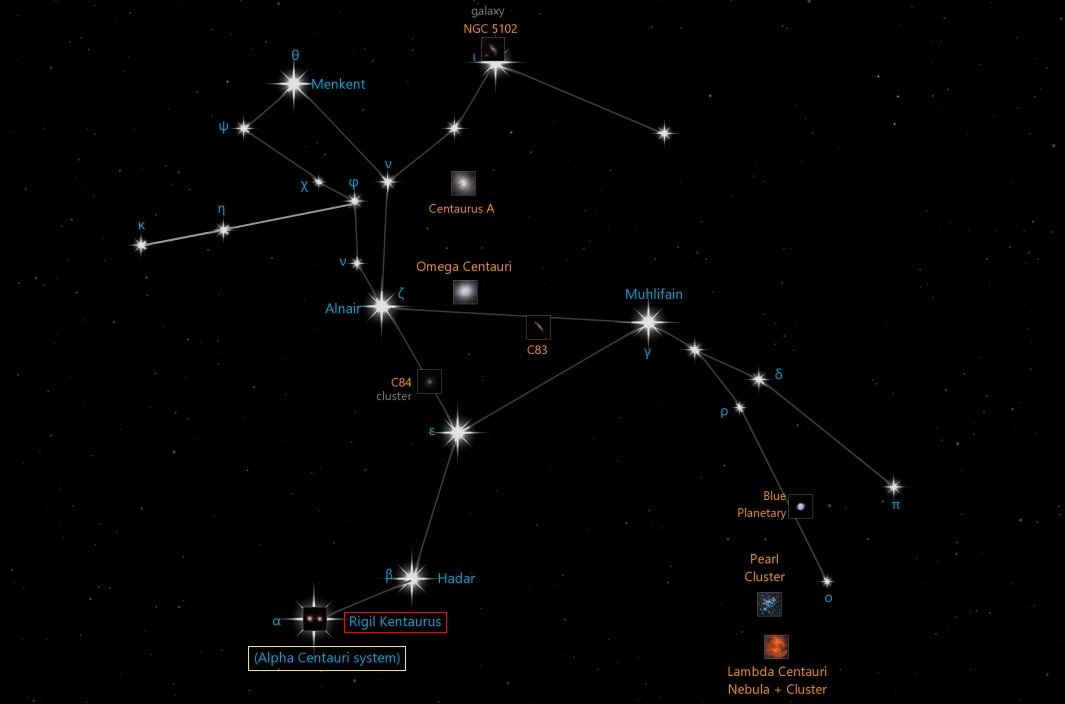 galaxy
NGC 5102
θ
ι
Menkent
ψ
ν
χ
φ
Centaurus A
η
κ
ν
Omega Centauri
ζ
Muhlifain
Alnair
C83
γ
δ
C84
cluster
ρ
ε
Blue
Planetary
π
Pearl
Cluster
β
Hadar
ο
α
Rigil Kentaurus
(Alpha Centauri system)
Lambda Centauri
Nebula + Cluster